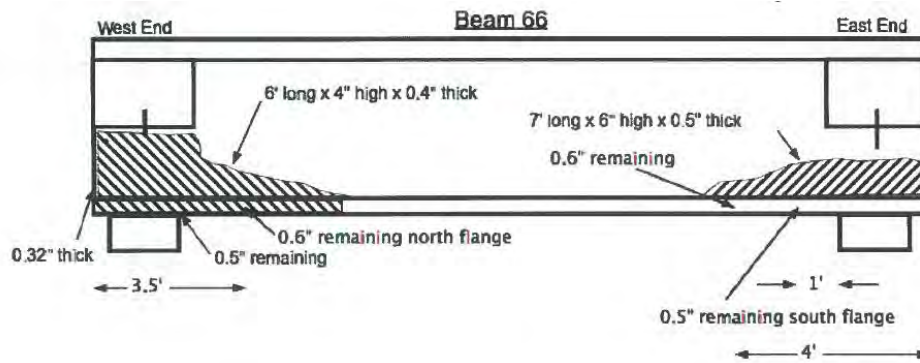 Beam 66
West End
East End
6' long x 4" high x 0.4" thick
7' long x 6" high x 0.5" thick
0.6" remaining
0.6" remaining north flange
0.32" thick
0.5" remaining
3.5'
1'
0.5" remaining south flange
4'